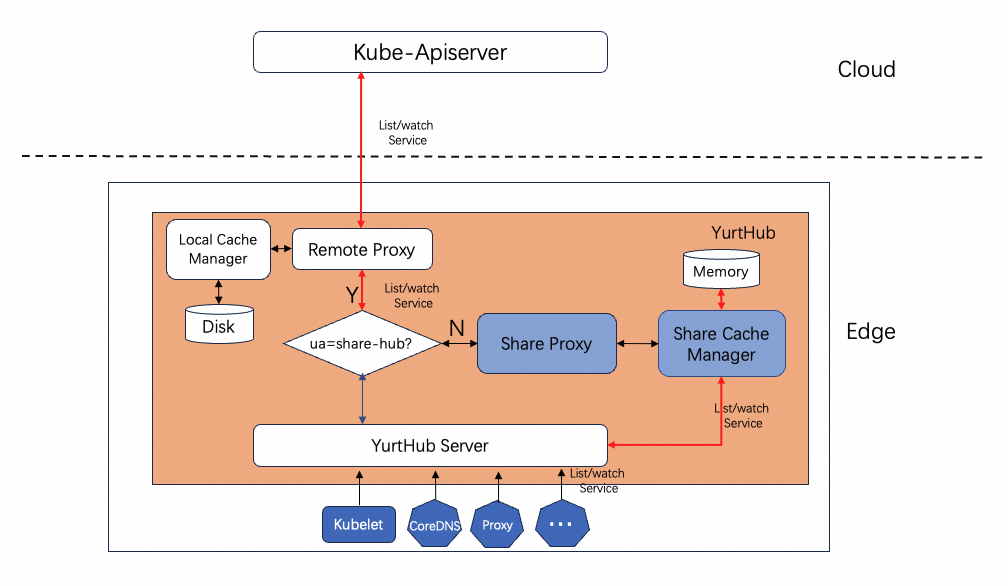 Kube-Apiserver
Cloud
List/watch
Service
YurtHub
Local Cache
Manager
Remote Proxy
Memory
Y
List/watch
Service
Disk
ua=share-hub?
N
Share Proxy
Share Cache
Manager
Edge
List/watch
Service
YurtHub Server
List/watch
Service
Kubelet
CoreDNS
Proxy
...